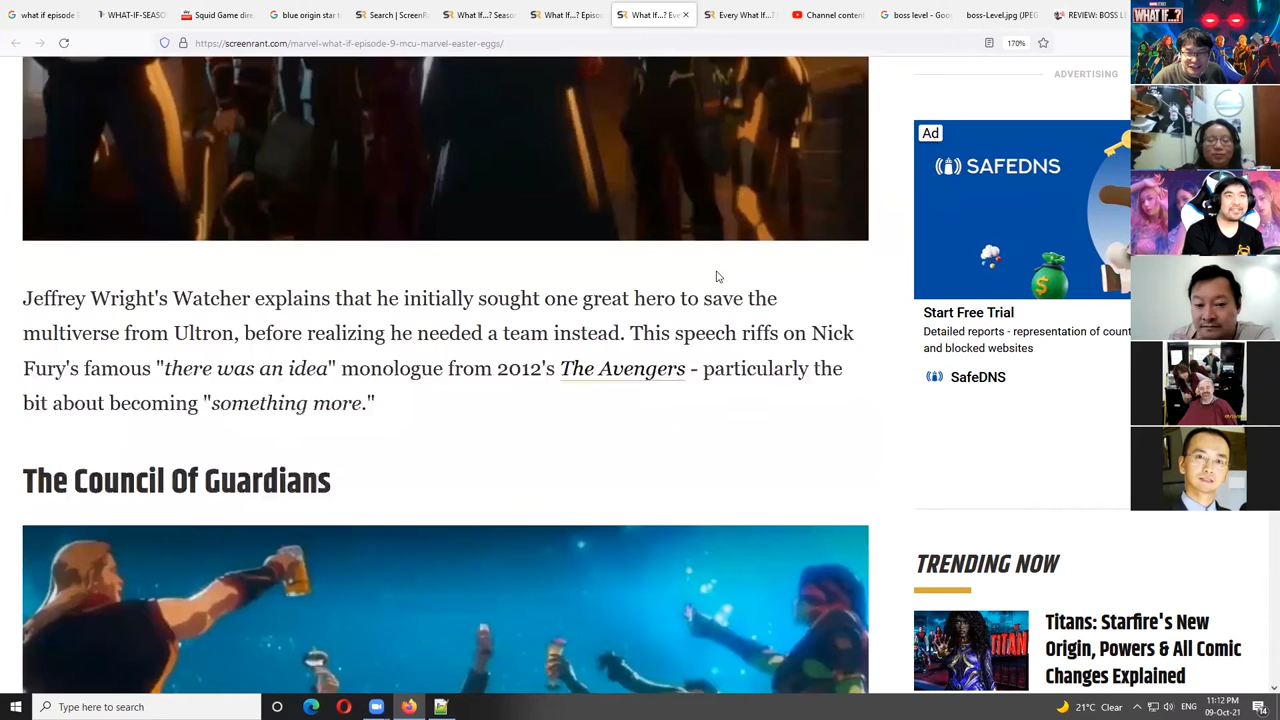 what if episode
WHAT-IF-SEASO
Squid Game dire
blue origin star t
Search | ScreenR
? Seaso
What If? Episod
What If...? Eve
Every What If..?
Channel content
boss level - G
boss-Level.jpg (JPEG
REVIEW: BOSS LE
https://screenrant.com/marvel-what-if-episode-9-mcu-marvel-easter-eggs/
170%
ADVERTISING
Ad
SAFEDNS
Start Free Trial
Detailed reports - representation of count
and blocked websites
SafeDNS
WHAT IF...?
Jeffrey Wright's Watcher explains that he initially sought one great hero to save the
multiverse from Ultron, before realizing he needed a team instead. This speech riffs on Nick
Fury's famous "there was an idea" monologue from 2012's The Avengers - particularly the
bit about becoming "something more."
The Council Of Guardians
TRENDING NOW
Titans: Starfire's New
Origin, Powers & All Comic
Changes Explained
Type here to search
21°C Clear
11:12 PM
09-Oct-21
14